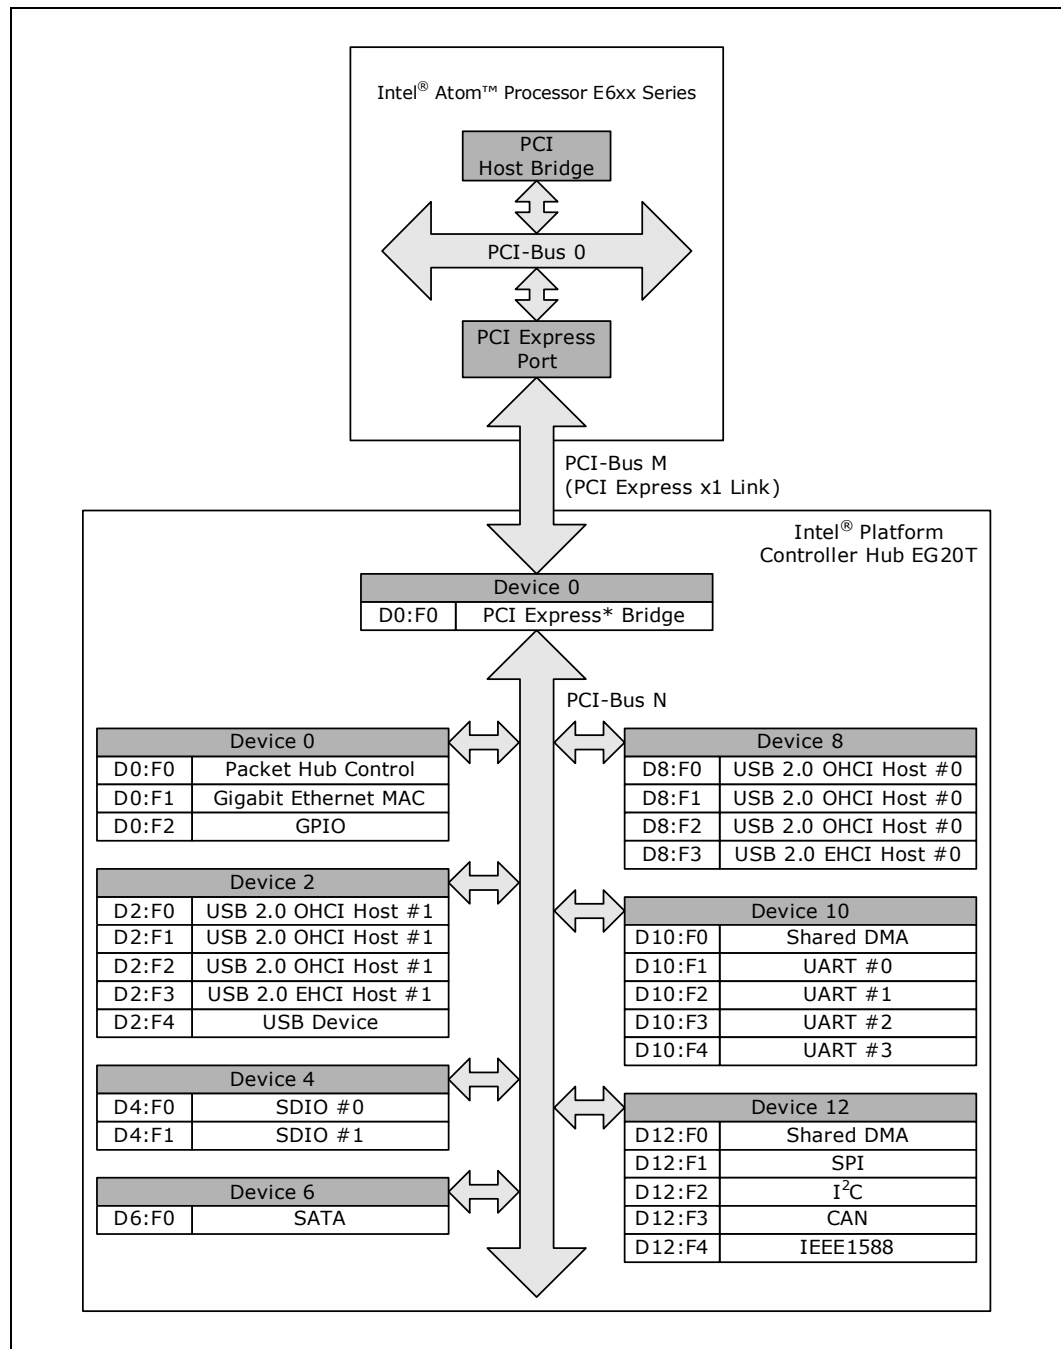 Intel® Atom™ Processor E6xx Series
PCI
Host Bridge
PCI-Bus 0
PCI Express
Port
PCI-Bus M
(PCI Express x1 Link)
Intel® Platform
Controller Hub EG20T
Device 0
D0:F0 PCI Express* Bridge
PCI-Bus N
Device 0
D0:F0 Packet Hub Control
D0:F1 Gigabit Ethernet MAC
D0:F2 GPIO
Device 2
D2:F0 USB 2.0 OHCI Host #1
D2:F1 USB 2.0 OHCI Host #1
D2:F2 USB 2.0 OHCI Host #1
D2:F3 USB 2.0 EHCI Host #1
D2:F4 USB Device
Device 4
D4:F0 SDIO #0
D4:F1 SDIO #1
Device 6
D6:F0 SATA
Device 8
D8:F0 USB 2.0 OHCI Host #0
D8:F1 USB 2.0 OHCI Host #0
D8:F2 USB 2.0 OHCI Host #0
D8:F3 USB 2.0 EHCI Host #0
Device 10
D10:F0 Shared DMA
D10:F1 UART #0
D10:F2 UART #1
D10:F3 UART #2
D10:F4 UART #3
Device 12
D12:F0 Shared DMA
D12:F1 SPI
D12:F2 I²C
D12:F3 CAN
D12:F4 IEEE1588